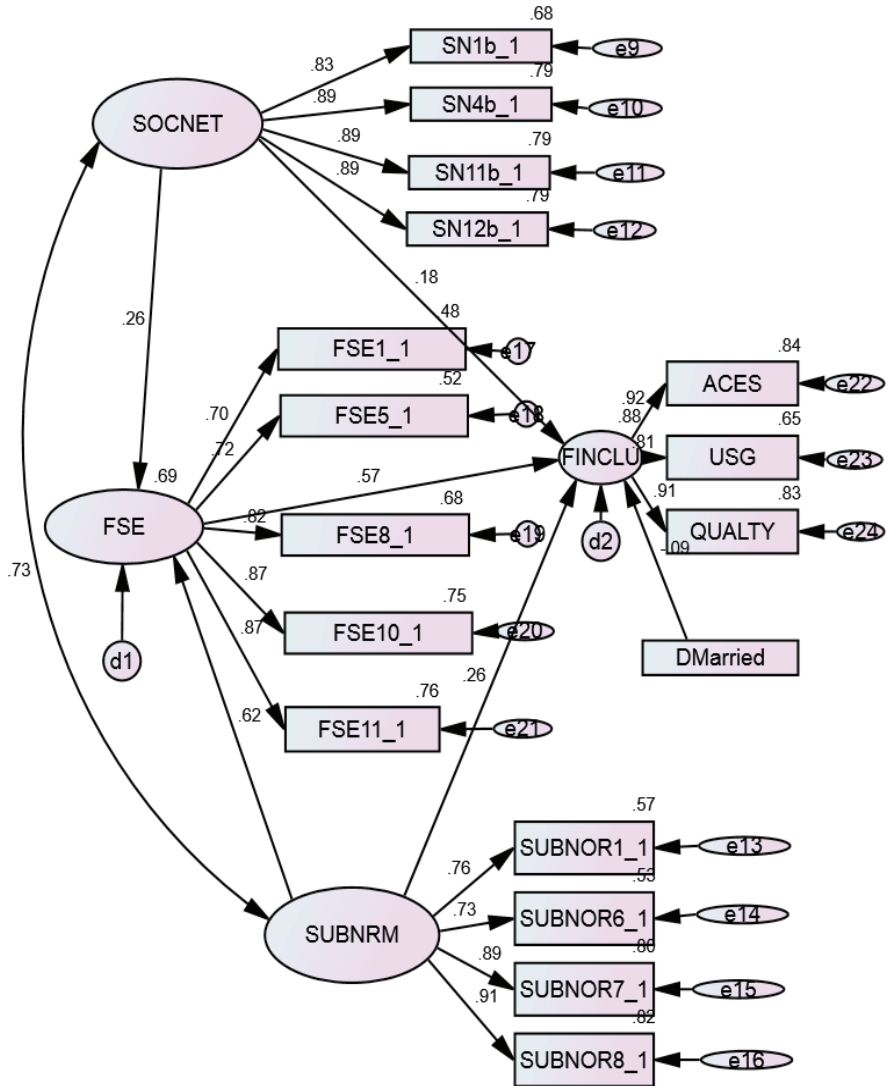 .68
SN1b_1
e9
.83
.79
SN4b_1
e10
.89
SOCNET
.79
SN11b_1
e11
.89
.79
SN12b_1
e12
.89
.18
.26
.48
FSE1_1
e17
.84
ACES
e22
.52
FSE5_1
e18
.70
.92
.88
.65
.72
FINCLU
.81
USG
e23
.69
.57
.68
.91
.83
FSE
.82
FSE8_1
e19
d2
QUALTY
e24
-.09
.73
.87
.75
FSE10_1
e20
.87
DMarried
d1
.26
.76
.62
FSE11_1
e21
.57
SUBNOR1_1
e13
.76
.53
.73
SUBNOR6_1
e14
SUBNRM
.80
.89
SUBNOR7_1
e15
.91
.82
SUBNOR8_1
e16